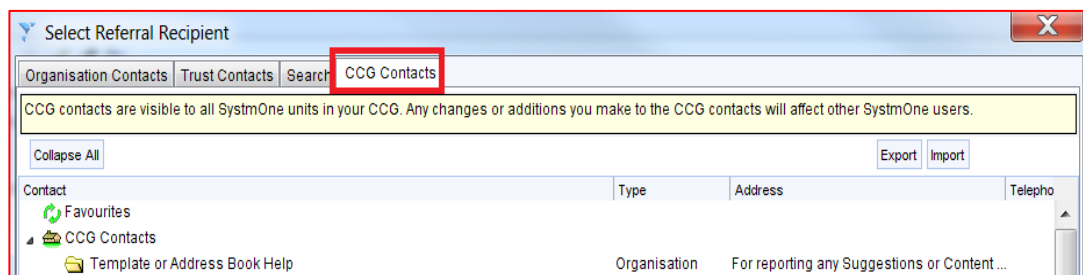 Select Referral Recipient
X
Organisation Contacts Trust Contacts Search CCG Contacts
CCG contacts are visible to all SystmOne units in your CCG. Any changes or additions you make to the CCG contacts will affect other SystmOne users.
Collapse All Export Import
Contact Type Address Telepho
Favourites
CCG Contacts
Template or Address Book Help Organisation For reporting any Suggestions or Content ...